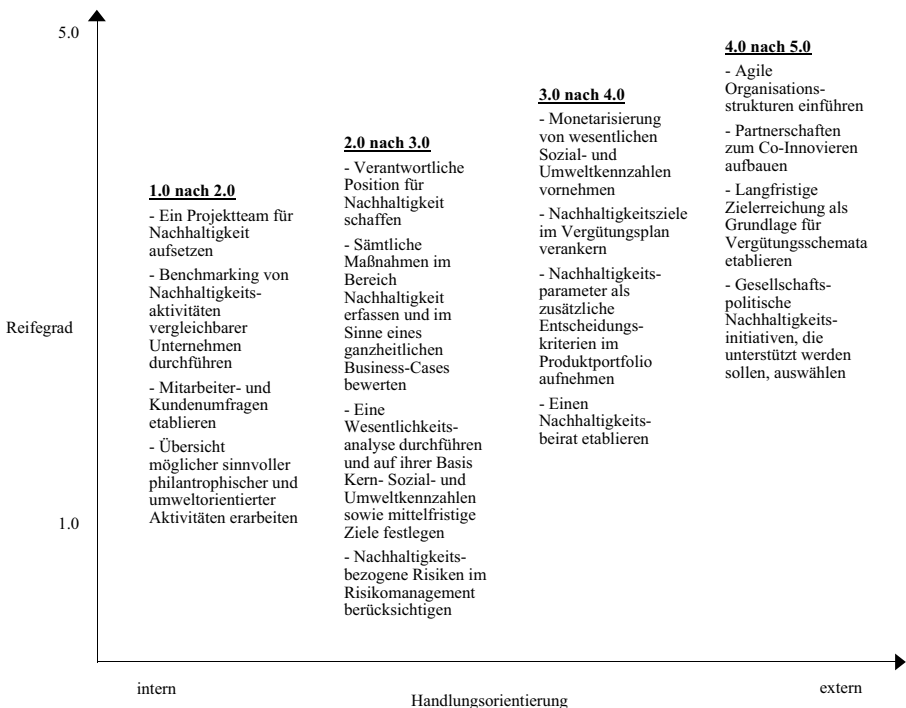 5.0
Reifegrad
1.0
1.0 nach 2.0
- Ein Projektteam für
Nachhaltigkeit
aufsetzen
- Benchmarking von
Nachhaltigkeits-
aktivitäten
vergleichbarer
Unternehmen
durchführen
- Mitarbeiter- und
Kundenumfragen
etablieren
- Übersicht
möglicher sinnvoller
philantrophischer und
umweltorientierter
Aktivitäten erarbeiten
2.0 nach 3.0
- Verantwortliche
Position für
Nachhaltigkeit
schaffen
- Sämtliche
Maßnahmen im
Bereich
Nachhaltigkeit
erfassen und im
Sinne eines
ganzheitlichen
Business-Cases
bewerten
- Eine
Wesentlichkeits-
analyse durchführen
und auf ihrer Basis
Kern- Sozial- und
Umweltkennzahlen
sowie mittelfristige
Ziele festlegen
- Nachhaltigkeits-
bezogene Risiken im
Risikomanagement
berücksichtigen
3.0 nach 4.0
- Monetarisierung
von wesentlichen
Sozial- und
Umweltkennzahlen
vornehmen
- Nachhaltigkeitsziele
im Vergütungsplan
verankern
- Nachhaltigkeits-
parameter als
zusätzliche
Entscheidungs-
kriterien im
Produktportfolio
aufnehmen
- Einen
Nachhaltigkeits-
beirat etablieren
4.0 nach 5.0
- Agile
Organisations-
strukturen einführen
- Partnerschaften
zum Co-Innovieren
aufbauen
- Langfristige
Zielerreichung als
Grundlage für
Vergütungsschemata
etablieren
- Gesellschafts-
politische
Nachhaltigkeits-
initiativen, die
unterstützt werden
sollen, auswählen
intern
Handlungsorientierung
extern